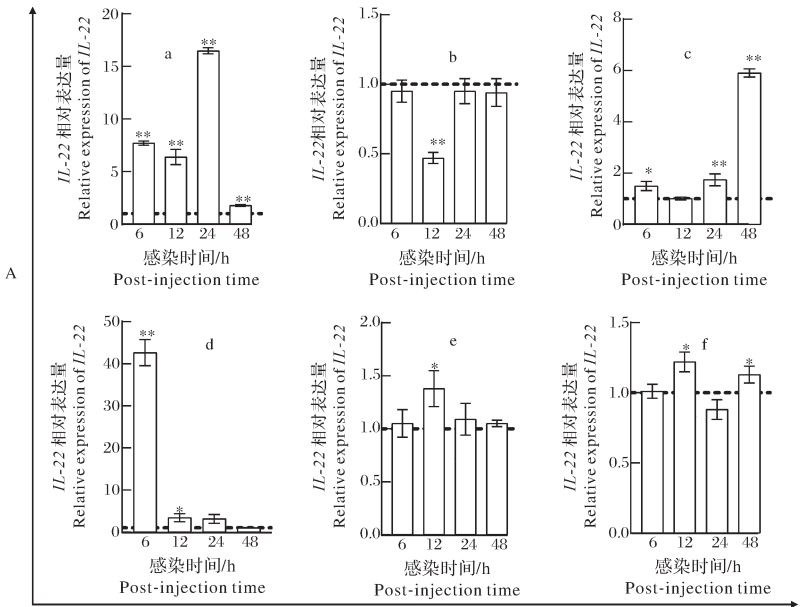 A
IL-22 相对表达量
Relative expression of IL-22
20
15
10
5
0
a
**
**
**
**
6 12 24 48
感染时间/h
Post-injection time
IL-22相对表达量
Relative expression of IL-22
1.5
1.0
0.5
0.0
b
**
6 12 24 48
感染时间/h
Post-injection time
IL-22 相对表达量
Relative expression of IL-22
8
6
4
2
0
c
*
**
**
6 12 24 48
感染时间/h
Post-injection time
IL-22 相对表达量
Relative expression of IL-22
50
40
30
20
10
0
d
**
*
6 12 24 48
感染时间/h
Post-injection time
IL-22 相对表达量
Relative expression of IL-22
2.0
1.5
1.0
0.5
0.0
e
*
6 12 24 48
感染时间/h
Post-injection time
IL-22 相对表达量
Relative expression of IL-22
1.5
1.0
0.5
0.0
f
*
*
6 12 24 48
感染时间/h
Post-injection time